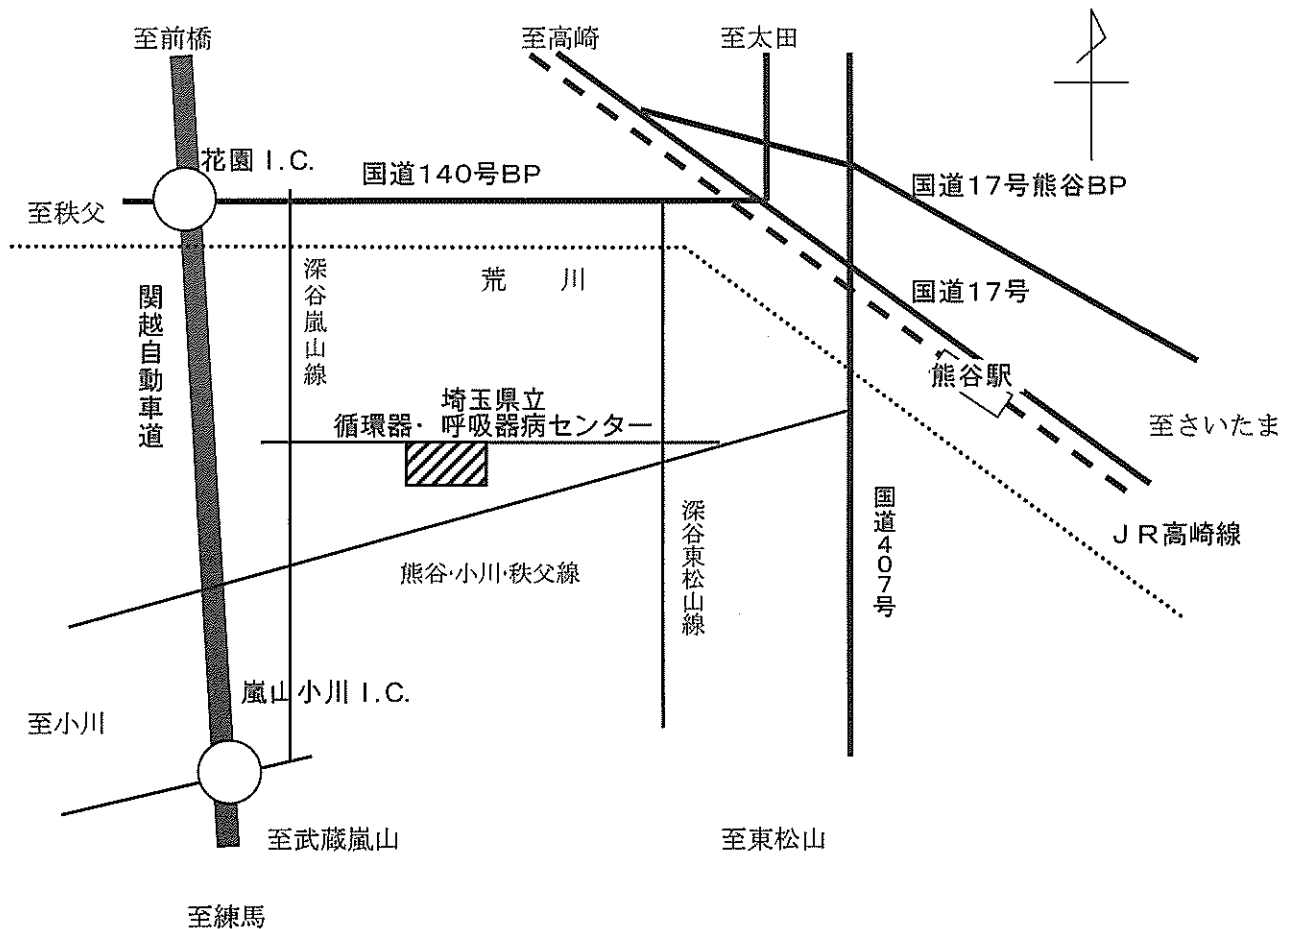 至前橋
至高崎
至太田
花園 I.C.
国道140号BP
国道17号熊谷BP
至秩父
深谷嵐山線
荒　川
関越自動車道
国道17号
熊谷駅
埼玉県立
循環器・呼吸器病センター
至さいたま
国道407号
深谷東松山線
JR高崎線
熊谷・小川・秩父線
嵐山小川 I.C.
至小川
至武蔵嵐山
至東松山
至練馬